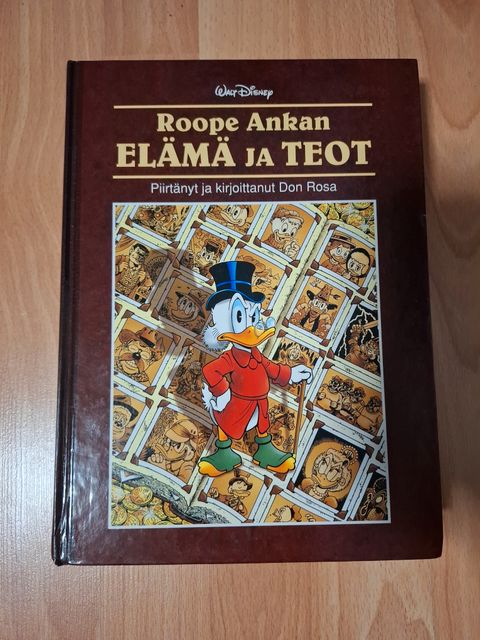 Walt Disney
Roope Ankan
ELÄMÄ JA TEOT
Piirtänyt ja kirjoittanut Don Rosa